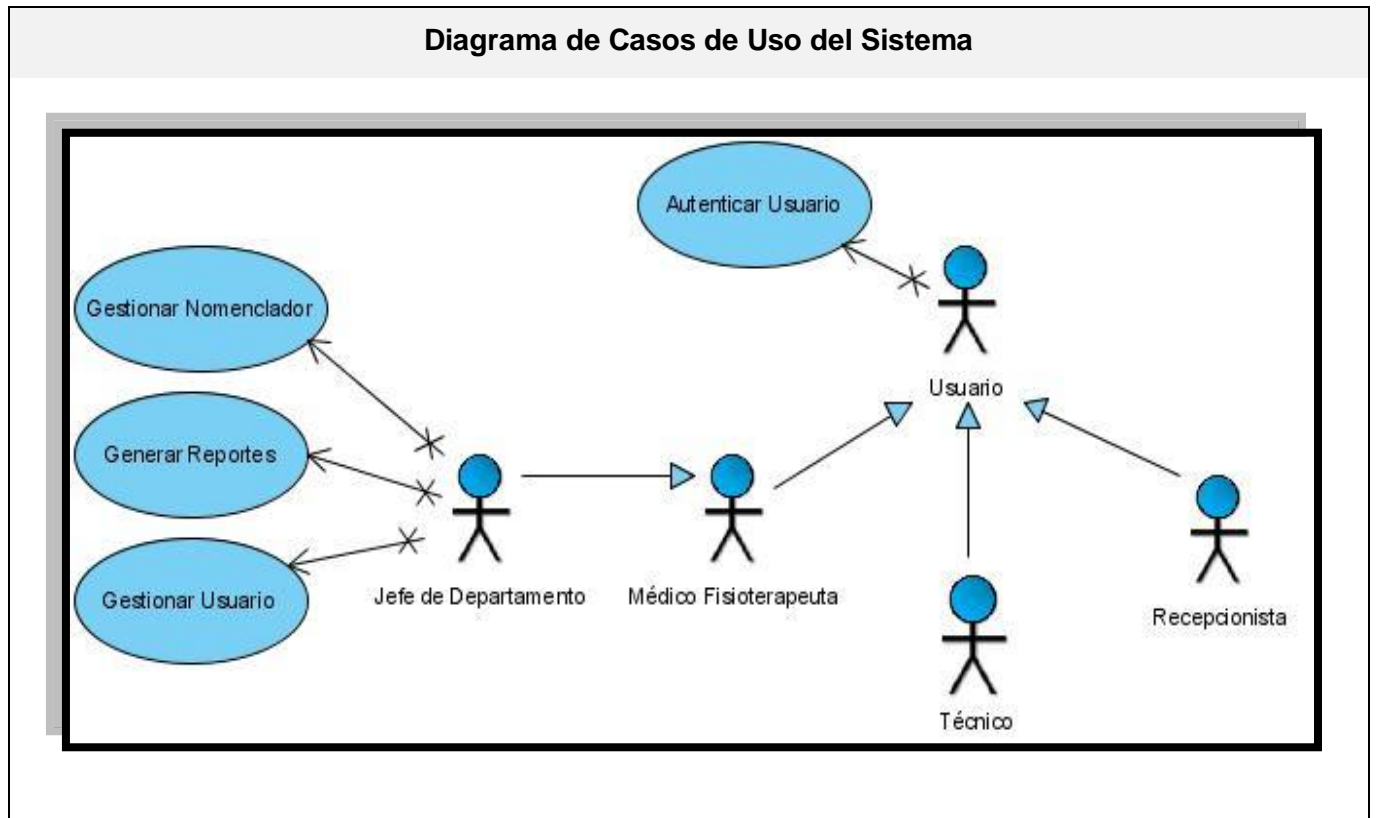 Diagrama de Casos de Uso del Sistema
Autenticar Usuario
Gestionar Nomenclador
Usuario
Generar Reportes
Gestionar Usuario
Jefe de Departamento
Médico Fisioterapeuta
Recepcionista
Técnico